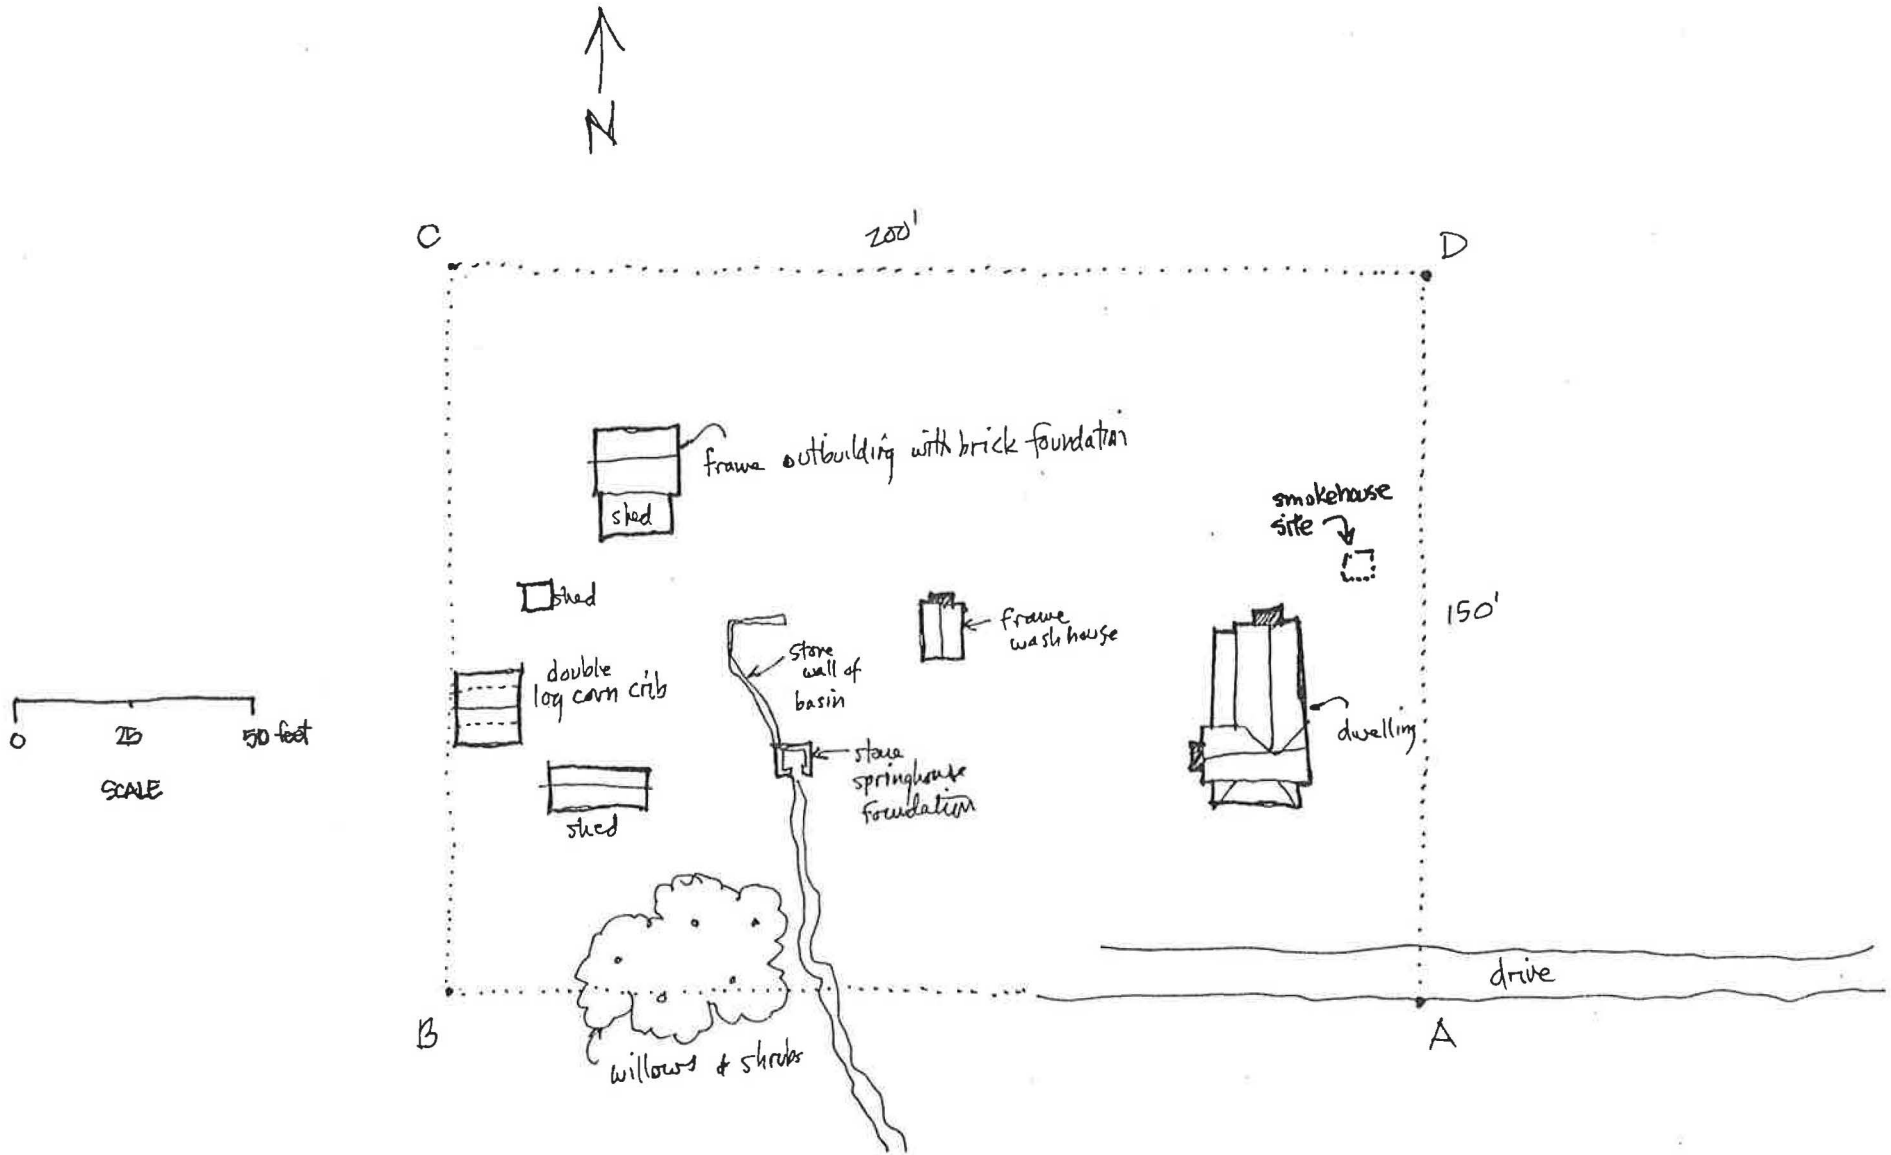 N
C
200'
D
frame outbuilding with brick foundation
shed
smokehouse
site
shed
150'
frame
wash house
stone
wall of
basin
double
log corn crib
dwelling
0 25 50 feet
SCALE
stone
springhouse
foundation
shed
drive
B
A
willows & shrubs